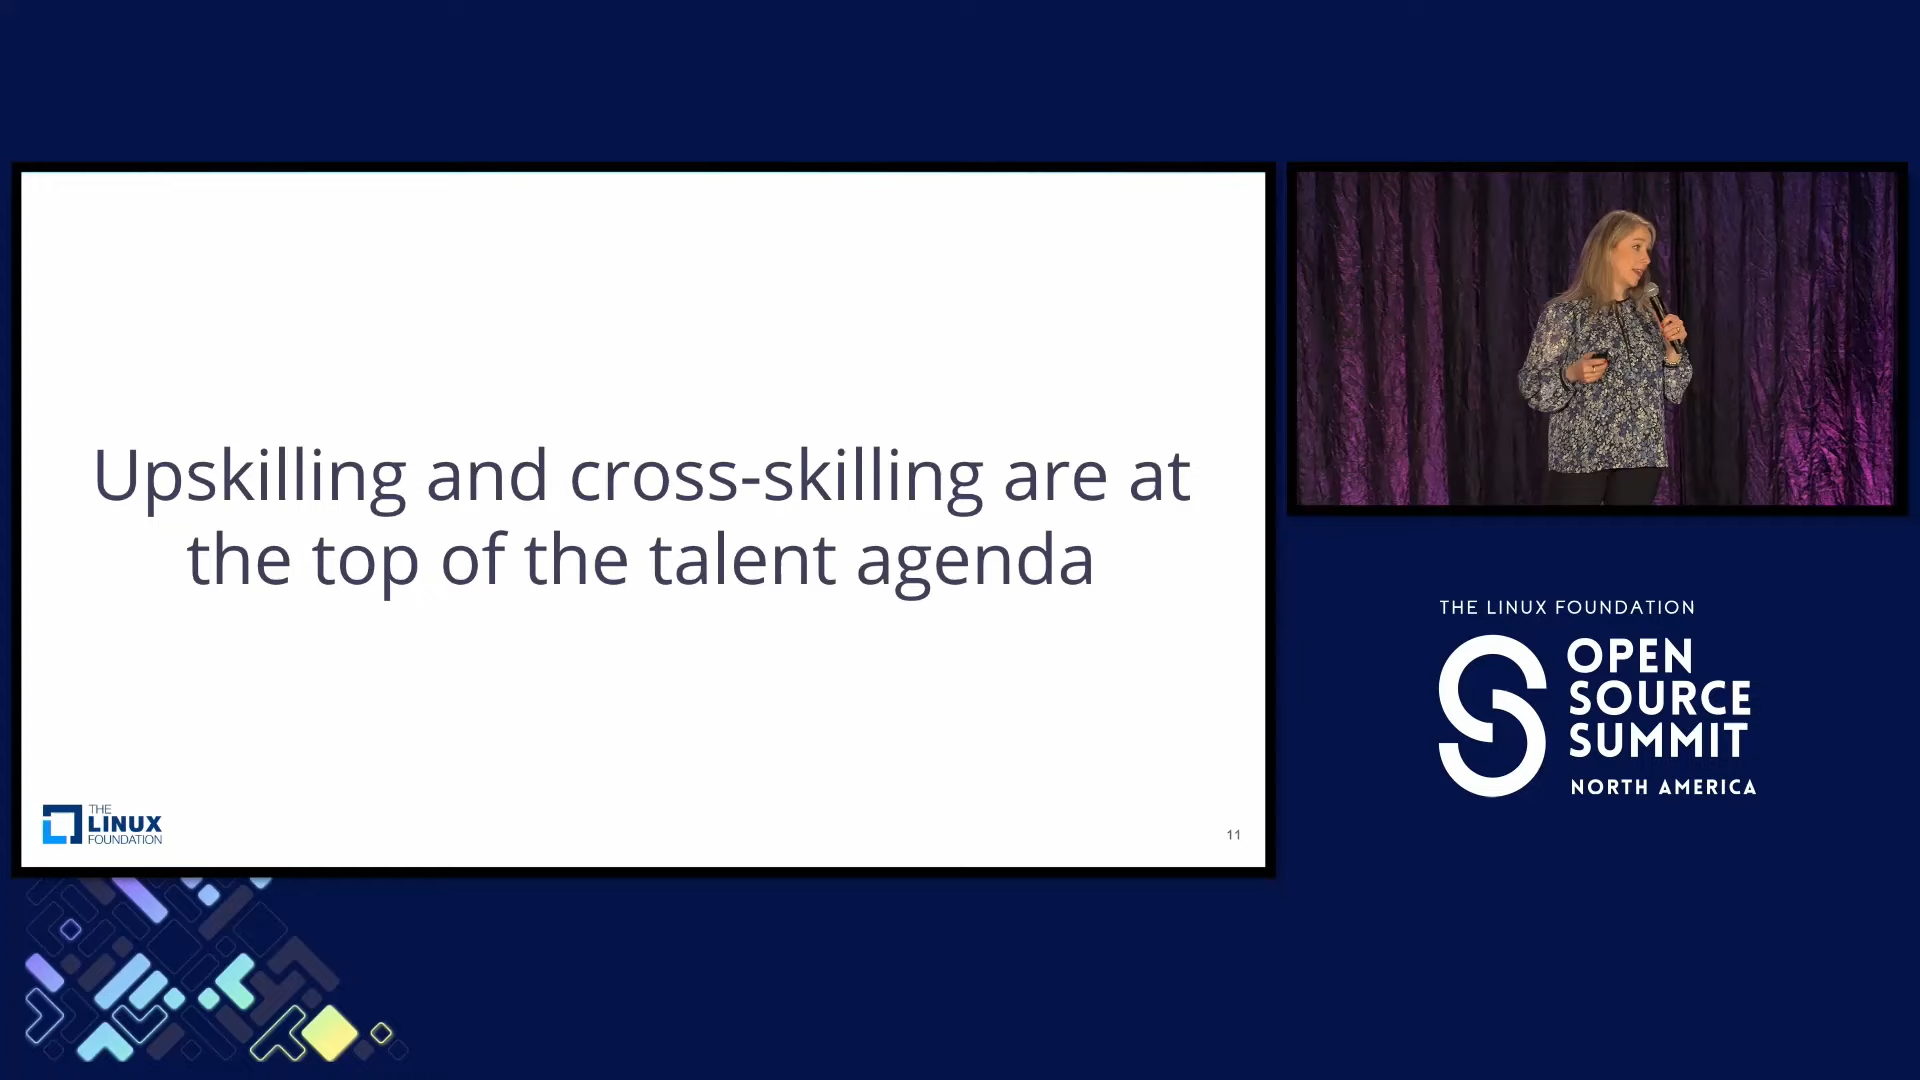 Upskilling and cross-skilling are at
the top of the talent agenda
THE
LINUX
FOUNDATION
11
THE LINUX FOUNDATION
OPEN
SOURCE
SUMMIT
NORTH AMERICA